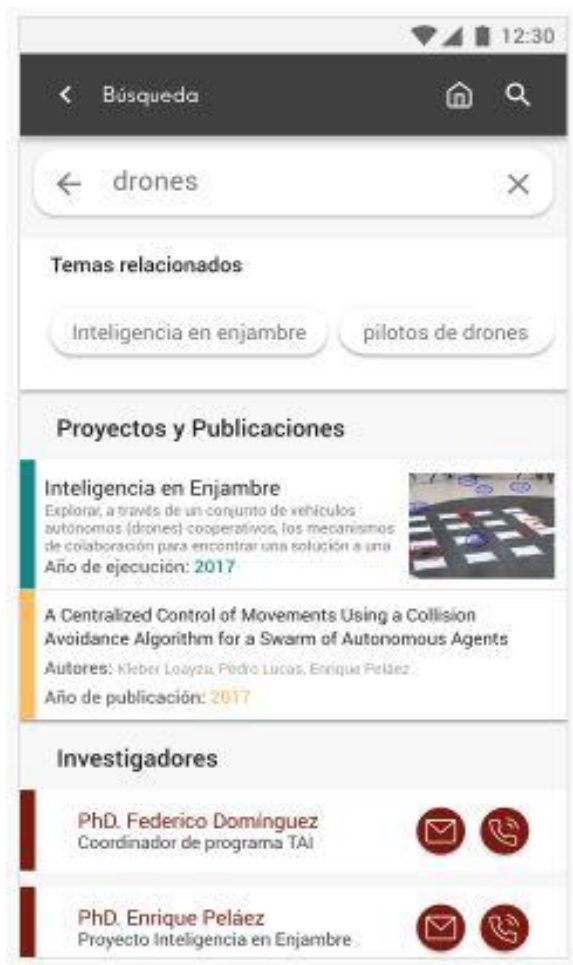 12:30
Búsqueda
drones
Temas relacionados
Inteligencia en enjambre
pilotos de drones
Proyectos y Publicaciones
Inteligencia en Enjambre
Explorar, a través de un conjunto de vehículos
autónomos (drones) cooperativos, los mecanismos
de colaboración para encontrar una solución a una
Año de ejecución: 2017
A Centralized Control of Movements Using a Collision
Avoidance Algorithm for a Swarm of Autonomous Agents
Autores: Kleber Loayza, Pedro Lucas, Enrique Peláez
Año de publicación: 2017
Investigadores
PhD. Federico Domínguez
Coordinador de programa TAI
PhD. Enrique Peláez
Proyecto Inteligencia en Enjambre